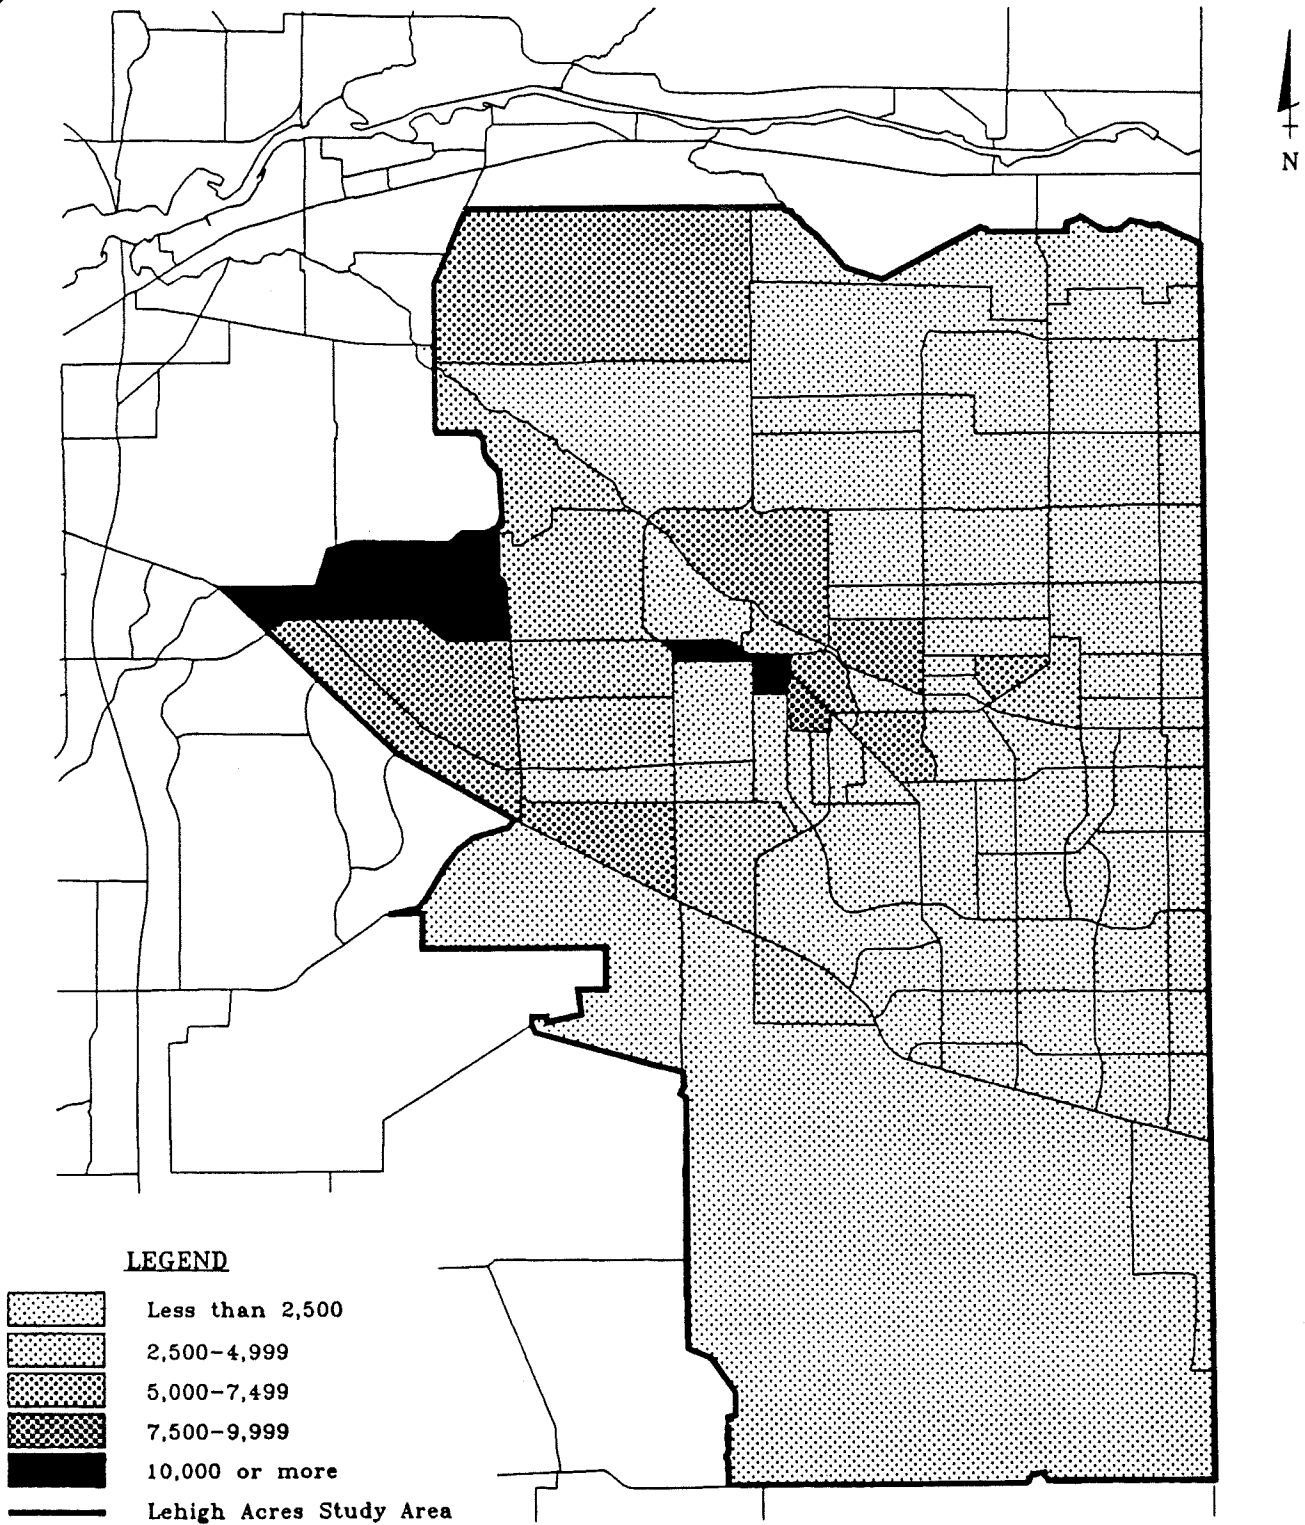 N
LEGEND
Less than 2,500
2,500-4,999
5,000-7,499
7,500-9,999
10,000 or more
Lehigh Acres Study Area